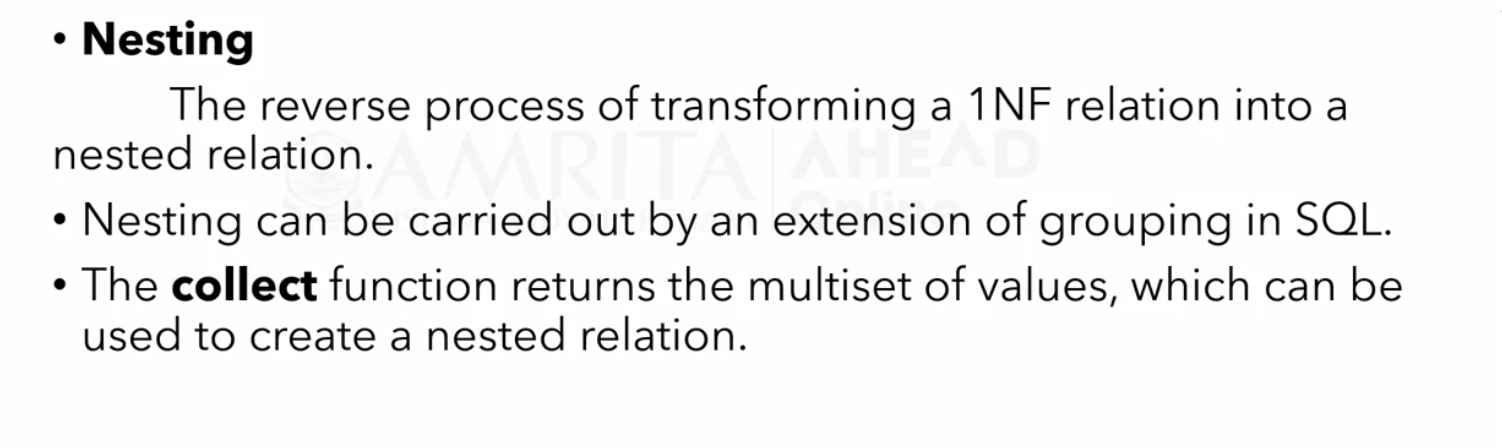 • Nesting
The reverse process of transforming a 1NF relation into a
nested relation.
• Nesting can be carried out by an extension of grouping in SQL.
• The collect function returns the multiset of values, which can be
used to create a nested relation.
AMRITA AHEAD
Online